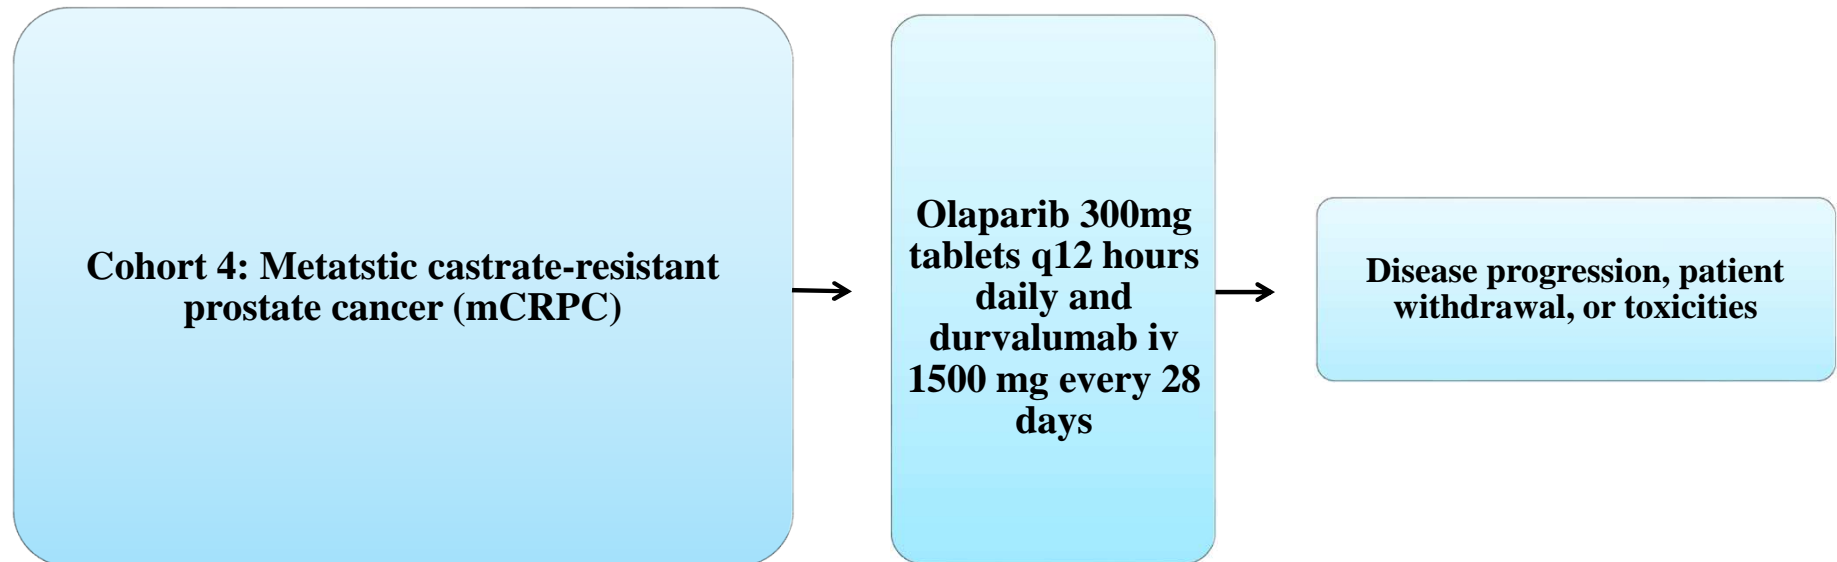 Cohort 4: Metatstic castrate-resistant
prostate cancer (mCRPC)
Olaparib 300mg
tablets q12 hours
daily and
durvalumab iv
1500 mg every 28
days
Disease progression, patient
withdrawal, or toxicities